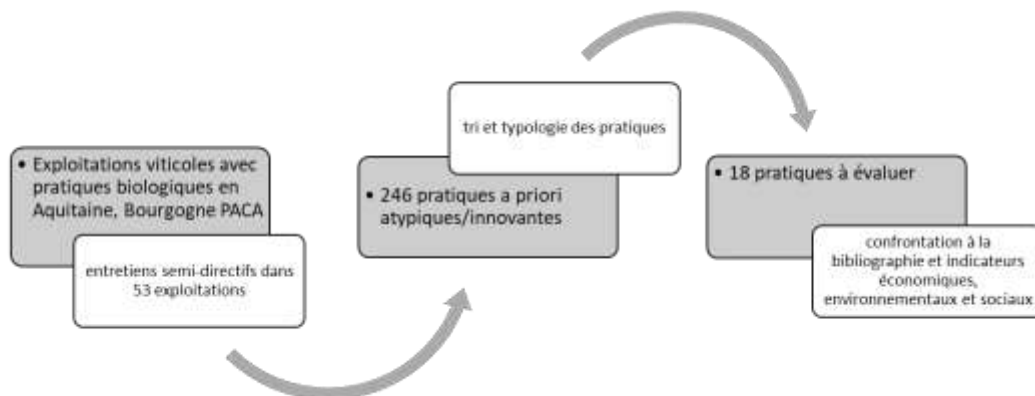 • Exploitations viticoles avec
pratiques biologiques en
Aquitaine, Bourgogne PACA
entretiens semi-directifs dans
53 exploitations
tri et typologie des pratiques
• 246 pratiques a priori
atypiques/innovantes
• 18 pratiques à évaluer
confrontation à la
bibliographie et indicateurs
économiques,
environnementaux et sociaux